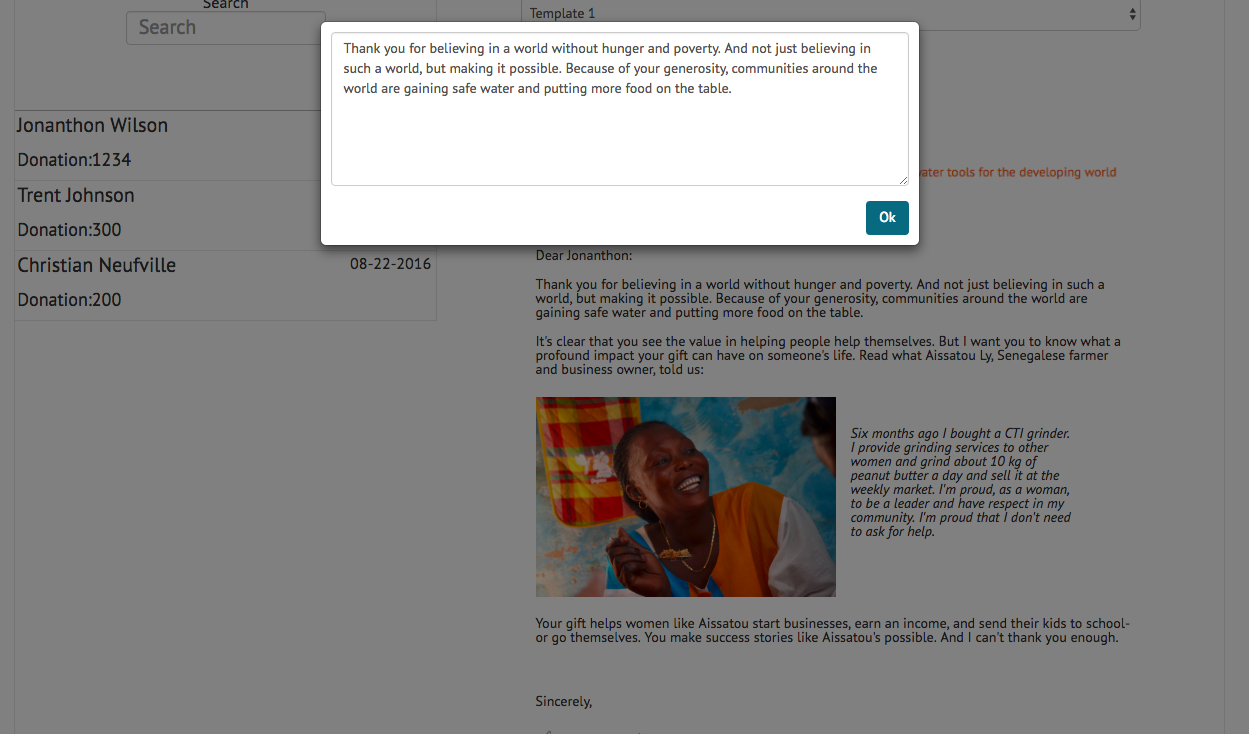 Search
Search
Template 1
Thank you for believing in a world without hunger and poverty. And not just believing in
such a world, but making it possible. Because of your generosity, communities around the
world are gaining safe water and putting more food on the table.
Ok
Jonanthon Wilson
Donation:1234
Trent Johnson
Donation:300
Christian Neufville
08-22-2016
Donation:200
tools for the developing world
Dear Jonanthon:
Thank you for believing in a world without hunger and poverty. And not just believing in such a
world, but making it possible. Because of your generosity, communities around the world are
gaining safe water and putting more food on the table.
It's clear that you see the value in helping people help themselves. But I want you to know what a
profound impact your gift can have on someone's life. Read what Aissatou Ly, Senegalese farmer
and business owner, told us:
Six months ago I bought a CTI grinder.
I provide grinding services to other
women and grind about 10 kg of
peanut butter a day and sell it at the
weekly market. I'm proud, as a woman,
to be a leader and have respect in my
community. I'm proud that I don't need
to ask for help.
Your gift helps women like Aissatou start businesses, earn an income, and send their kids to school-
or go themselves. You make success stories like Aissatou's possible. And I can't thank you enough.
Sincerely,